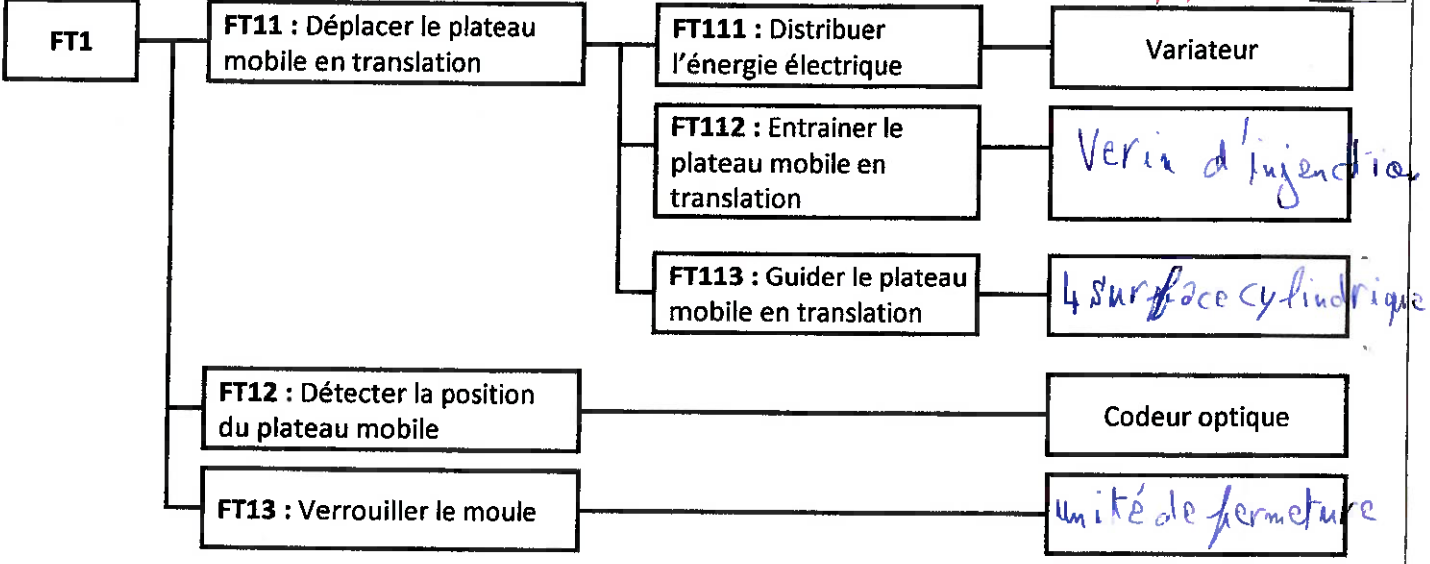 FT1
FT11 : Déplacer le plateau
mobile en translation
FT111 : Distribuer
l'énergie électrique
Variateur
FT112 : Entrainer le
plateau mobile en
translation
Verin d'injenction
FT113 : Guider le plateau
mobile en translation
4 surface cylindrique
FT12 : Détecter la position
du plateau mobile
Codeur optique
FT13 : Verrouiller le moule
unité de fermeture